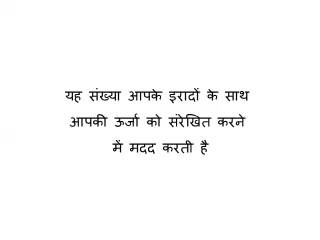 यह संख्या आपके इरादों के साथ
आपकी ऊर्जा को संरेखित करने
में मदद करती है